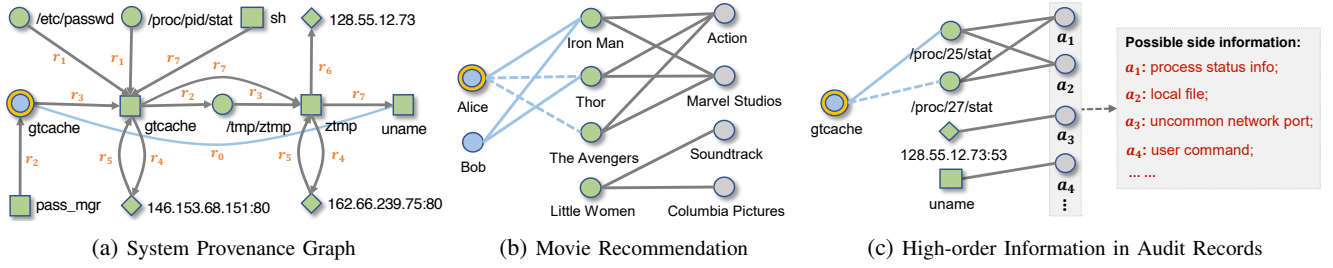 /etc/passwd
/proc/pid/stat
sh
128.55.12.73
r1
r1
r7
r7
r6
r3
r2
r3
r7
gtcache
gtcache
/tmp/ztmp
ztmp
uname
r0
r2
r5
r4
r5
r4
pass_mgr
146.153.68.151:80
162.66.239.75:80
(a) System Provenance Graph
Iron Man
Action
Alice
Thor
Marvel Studios
Bob
The Avengers
Soundtrack
Little Women
Columbia Pictures
(b) Movie Recommendation
/proc/25/stat
a1
/proc/27/stat
a2
gtcache
a3
128.55.12.73:53
uname
a4
⋮
Possible side information:
a1: process status info;
a2: local file;
a3: uncommon network port;
a4: user command;
... ...
(c) High-order Information in Audit Records